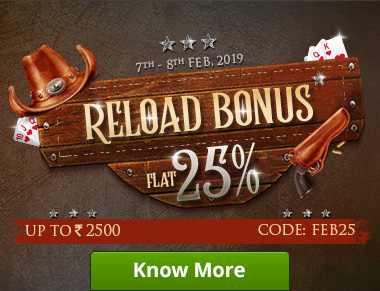 7TH - 8TH FEB, 2019
RELOAD BONUS
FLAT 25%
UP TO ₹ 2500 CODE: FEB25
Know More